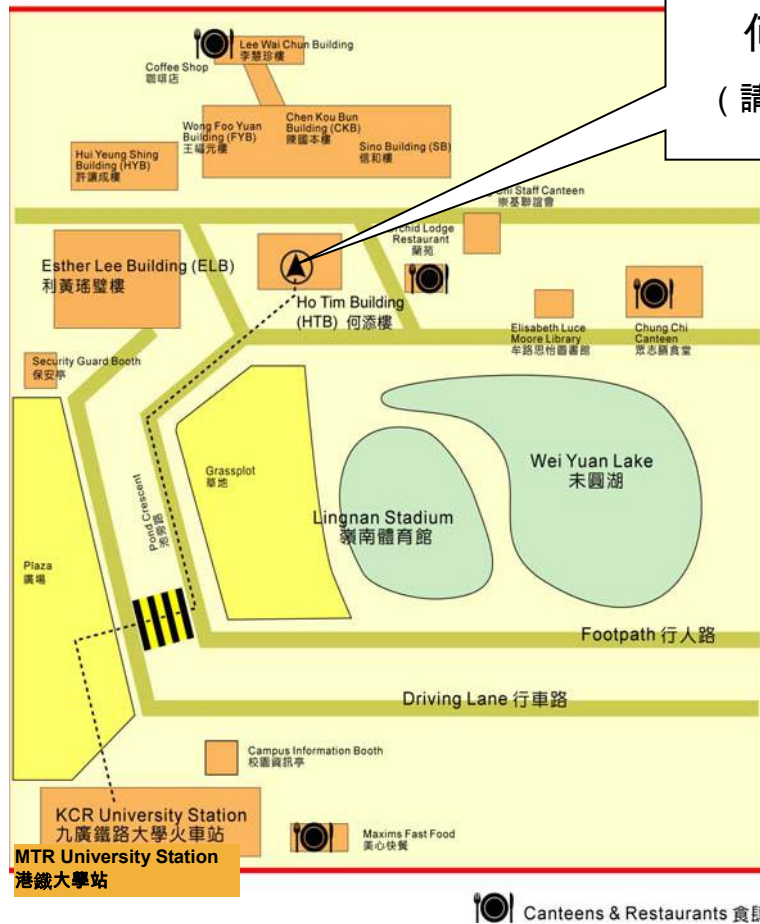 何
（請
Lee Wai Chun Building
李慧珍樓
Coffee Shop
咖啡店
Wong Foo Yuan
Building (FYB)
王福元樓
Chen Kou Bun
Building (CKB)
陳國本樓
Sino Building (SB)
信和樓
Hui Yeung Shing
Building (HYB)
許讓成樓
Chi Staff Canteen
崇基聯誼會
rchid Lodge
Restaurant
蘭苑
Esther Lee Building (ELB)
利黃瑤璧樓
Ho Tim Building
(HTB) 何添樓
Elisabeth Luce
Moore Library
牟路思怡圖書館
Chung Chi
Canteen
眾志膳食堂
Security Guard Booth
保安亭
Grassplot
草地
Pond Crescent
池旁路
Wei Yuan Lake
未圓湖
Lingnan Stadium
嶺南體育館
Plaza
廣場
Footpath 行人路
Driving Lane 行車路
Campus Information Booth
校園資訊亭
KCR University Station
九廣鐵路大學火車站
Maxims Fast Food
美心快餐
MTR University Station
港鐵大學站
Canteens & Restaurants 食肆